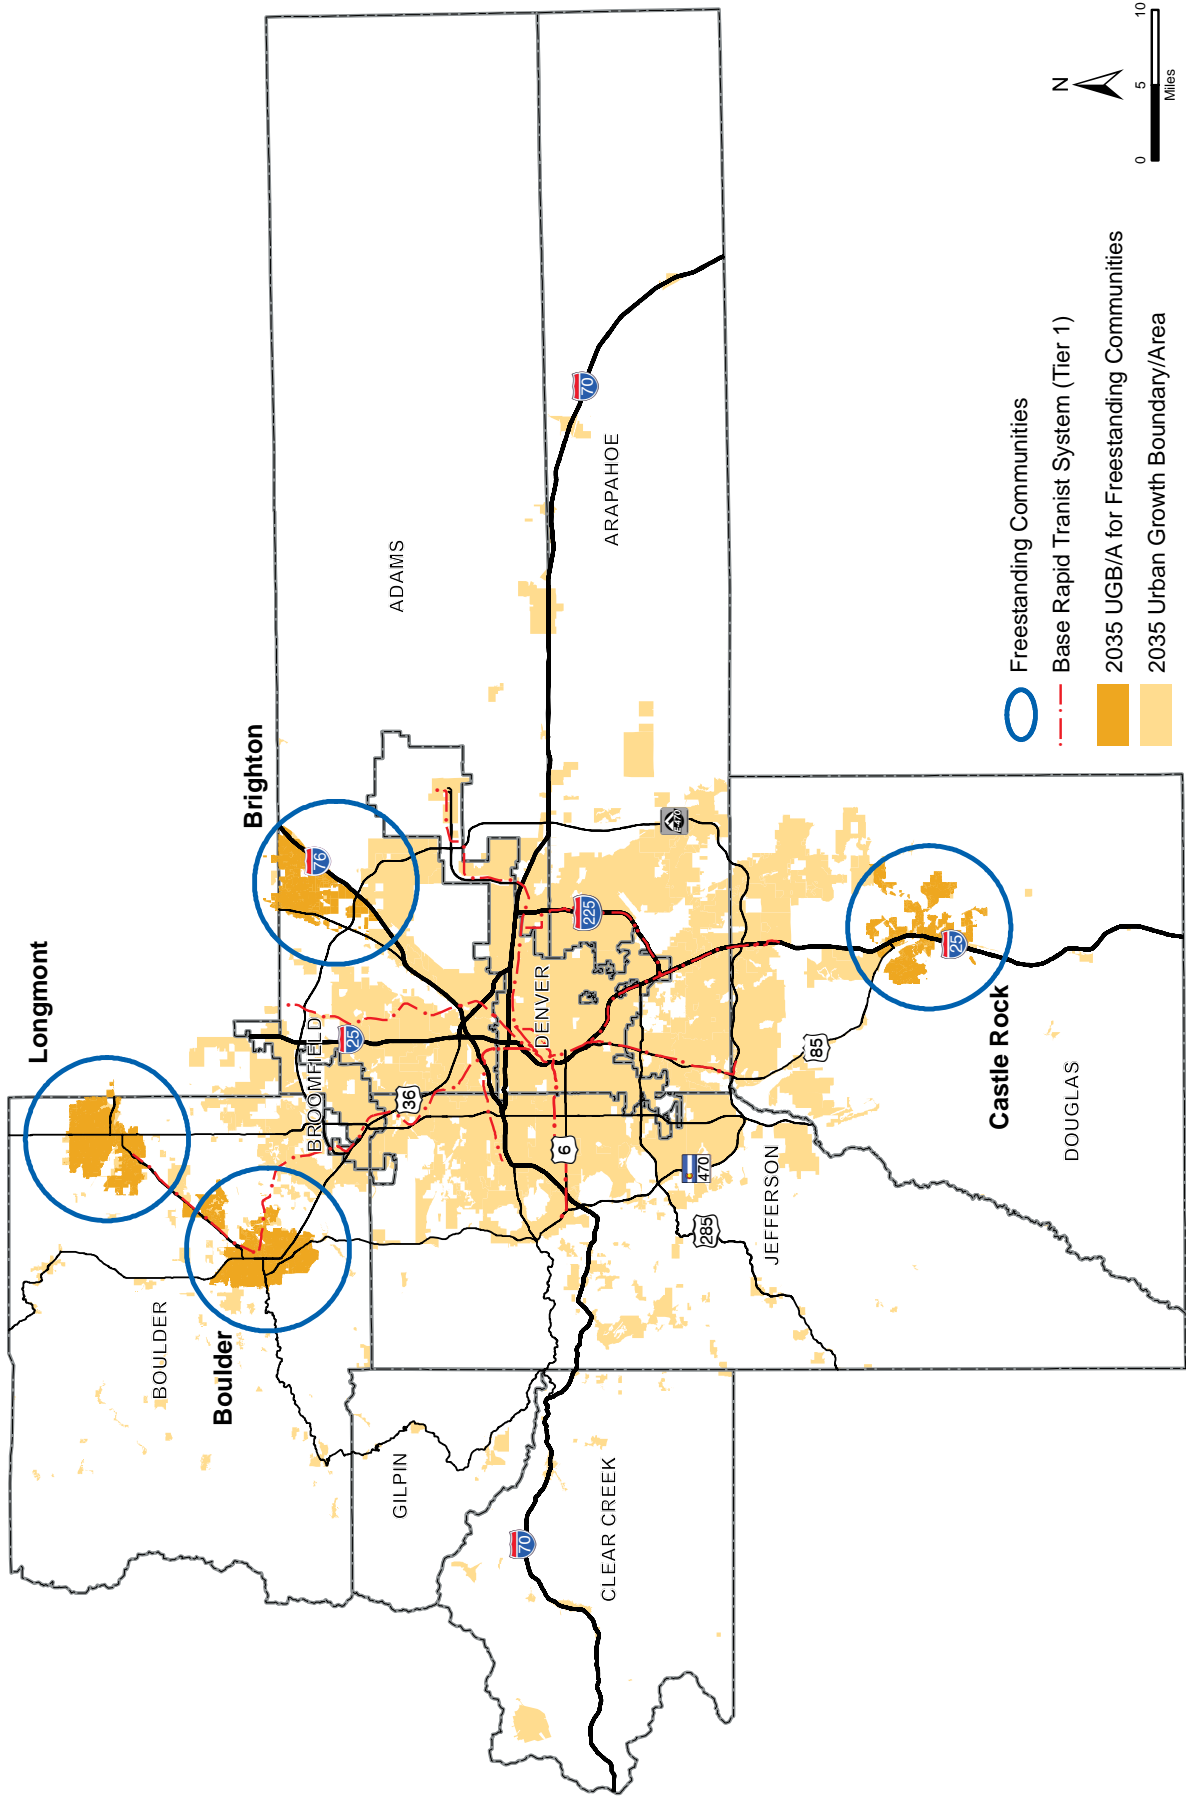 Longmont
Brighton
Boulder
Castle Rock
BOULDER
BROOMFIELD
ADAMS
GILPIN
DENVER
ARAPAHOE
CLEAR CREEK
JEFFERSON
DOUGLAS
76
25
36
70
70
225
6
E-470
470
285
85
25
Freestanding Communities
Base Rapid Tranist System (Tier 1)
2035 UGB/A for Freestanding Communities
2035 Urban Growth Boundary/Area
N
0 5 10
Miles